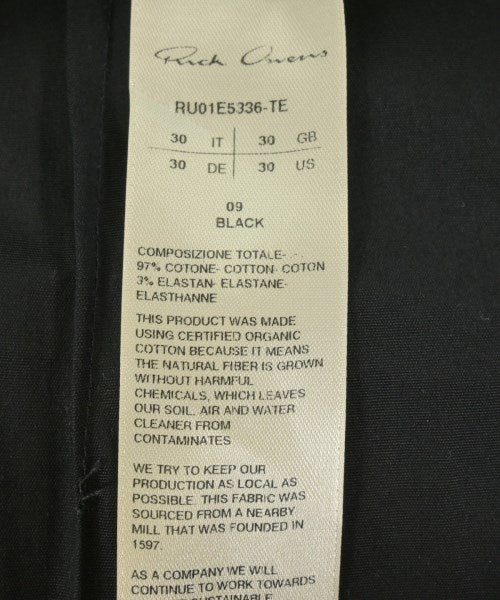 Rick Owens
RU01E5336-TE
30 IT 30 GB
30 DE 30 US
09
BLACK
COMPOSIZIONE TOTALE-
97% COTONE- COTTON- COTON
3% ELASTAN- ELASTANE-
ELASTHANNE
THIS PRODUCT WAS MADE
USING CERTIFIED ORGANIC
COTTON BECAUSE IT MEANS
THE NATURAL FIBER IS GROWN
WITHOUT HARMFUL
CHEMICALS, WHICH LEAVES
OUR SOIL, AIR AND WATER
CLEANER FROM
CONTAMINATES
WE TRY TO KEEP OUR
PRODUCTION AS LOCAL AS
POSSIBLE. THIS FABRIC WAS
SOURCED FROM A NEARBY
MILL THAT WAS FOUNDED IN
1597.
AS A COMPANY WE WILL
CONTINUE TO WORK TOWARDS
SUSTAINABLE